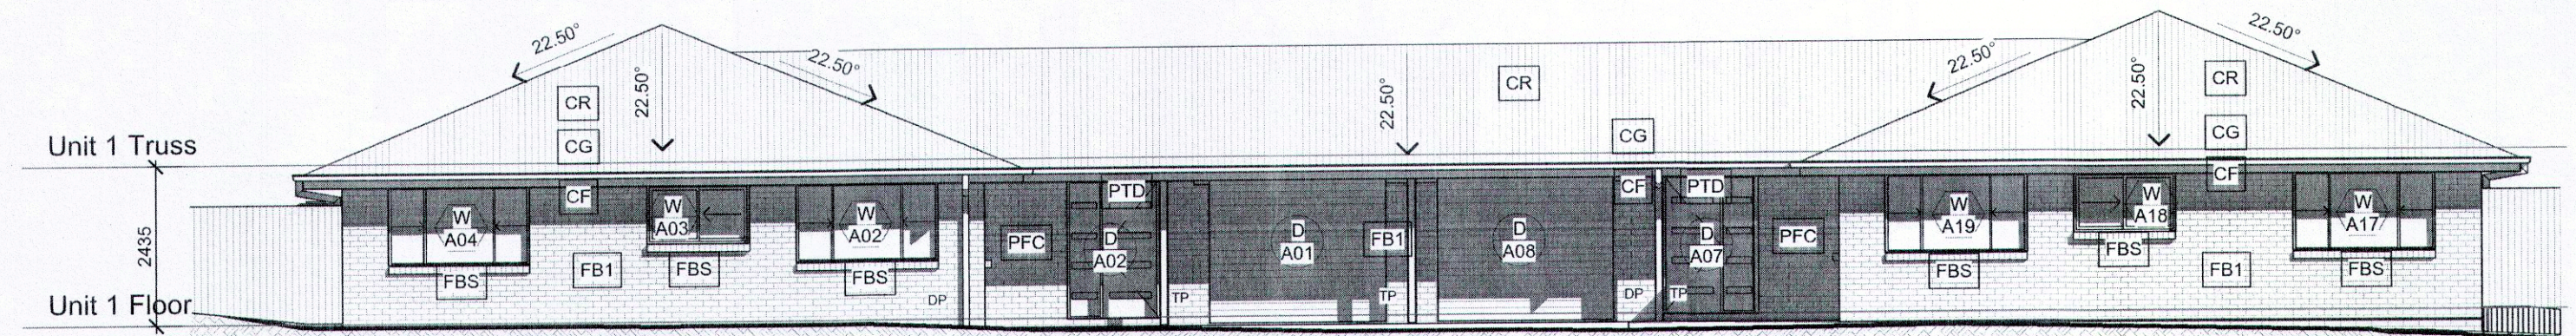 22.50°
22.50°
22.50°
CR
CG
22.50°
CR
CG
22.50°
22.50°
22.50°
CR
CG
Unit 1 Truss
2435
Unit 1 Floor
CF
W
A04
FBS
FB1
W
A03
FBS
W
A02
FBS
DP
PFC
PTD
D
A02
TP
D
A01
FB1
TP
D
A08
CF
DP
TP
PTD
D
A07
PFC
W
A19
FBS
W
A18
FBS
CF
FB1
W
A17
FBS